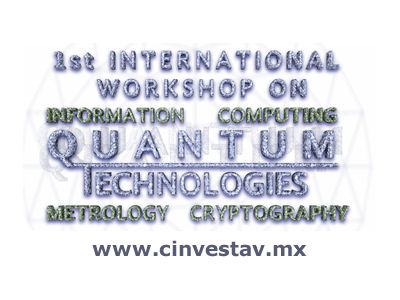 1st INTERNATIONAL
WORKSHOP ON
INFORMATION COMPUTING
QUANTUM
TECHNOLOGIES
METROLOGY CRYPTOGRAPHY
www.cinvestav.mx